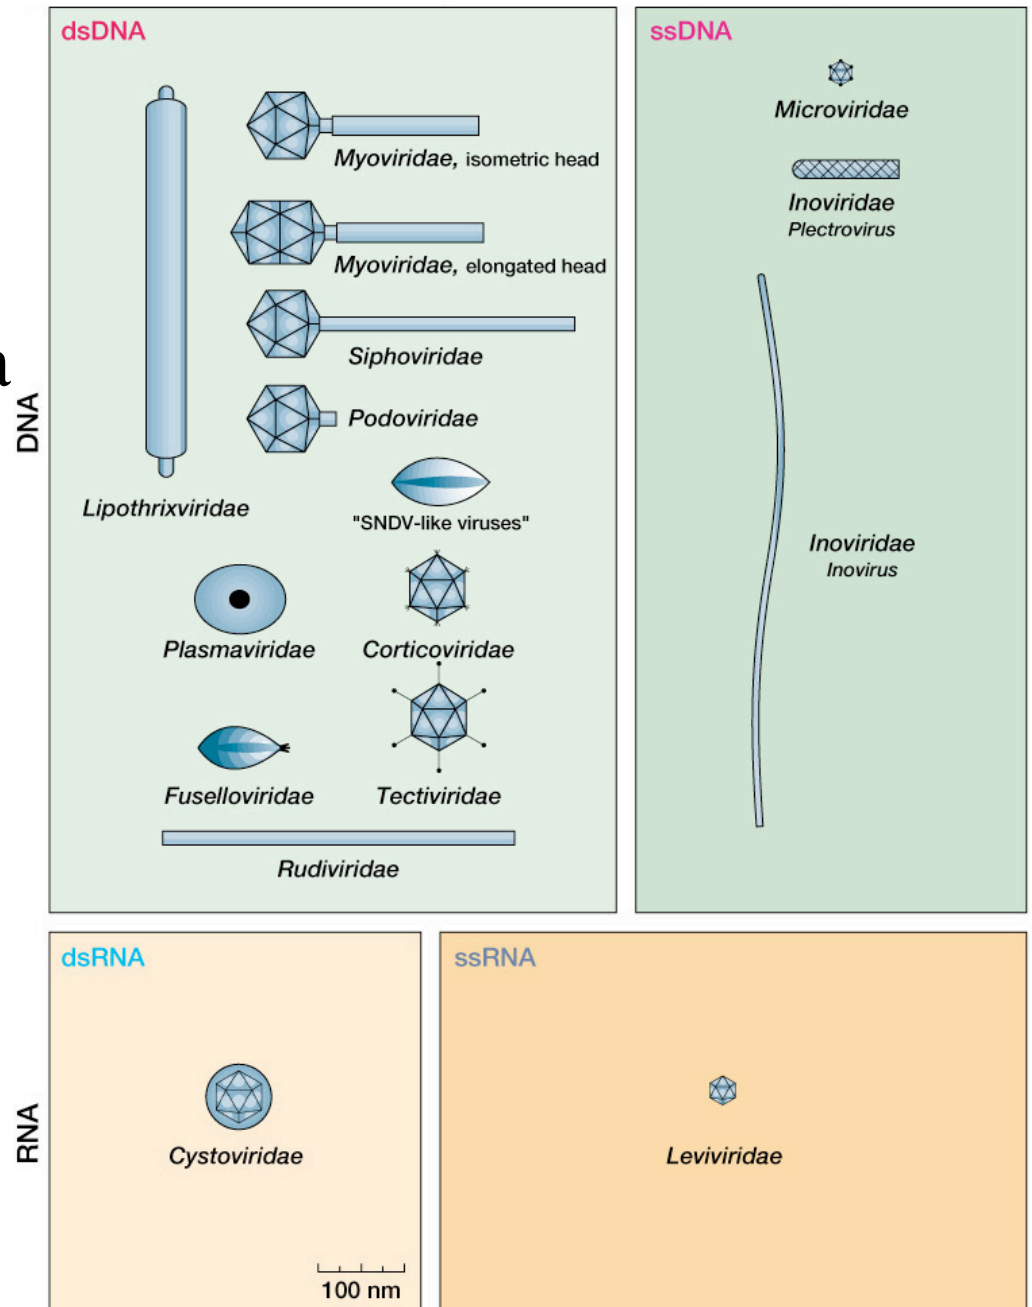 dsDNA
Myoviridae, isometric head
Myoviridae, elongated head
Siphoviridae
Podoviridae
Lipothrixviridae
"SNDV-like viruses"
Plasmaviridae
Corticoviridae
Fuselloviridae
Tectiviridae
Rudiviridae
ssDNA
Microviridae
Inoviridae
Plectrovirus
Inoviridae
Inovirus
DNA
dsRNA
Cystoviridae
100 nm
ssRNA
Leviviridae
RNA